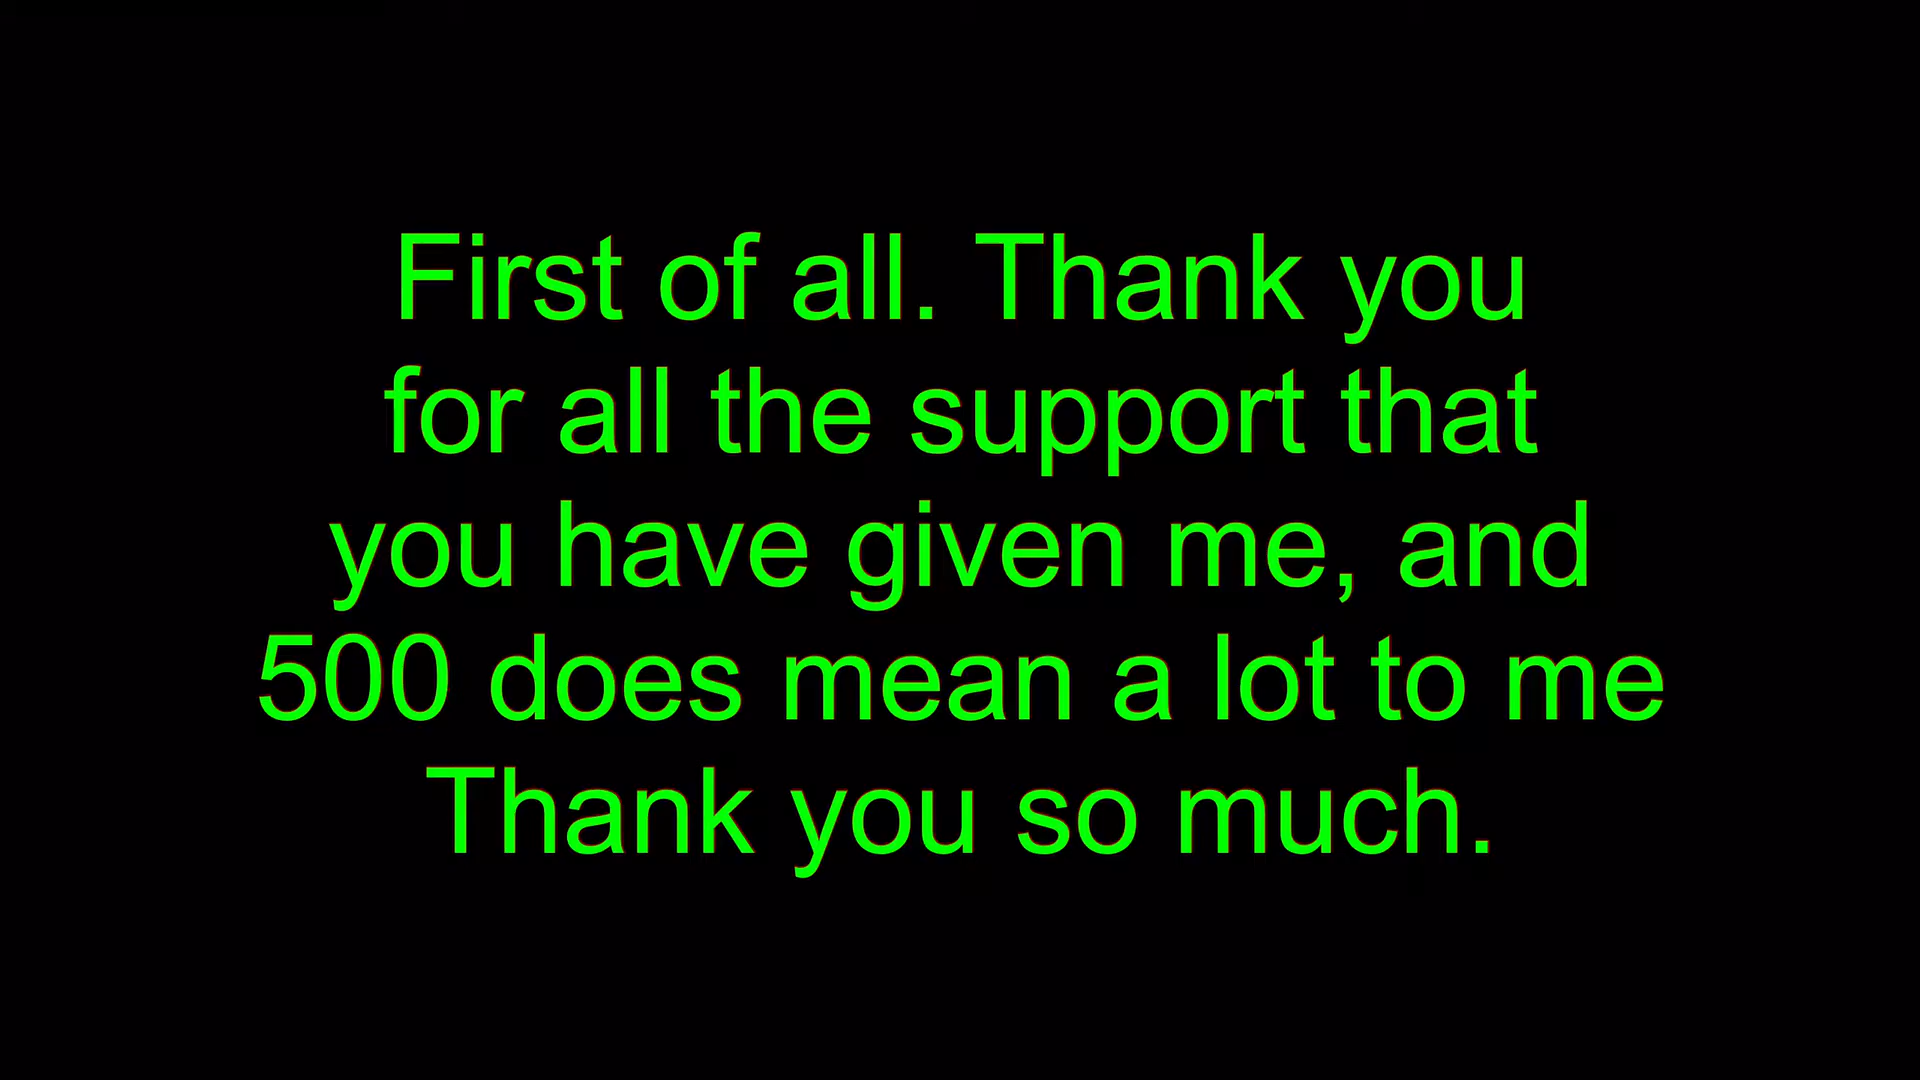 First of all. Thank you
for all the support that
you have given me, and
500 does mean a lot to me
Thank you so much.